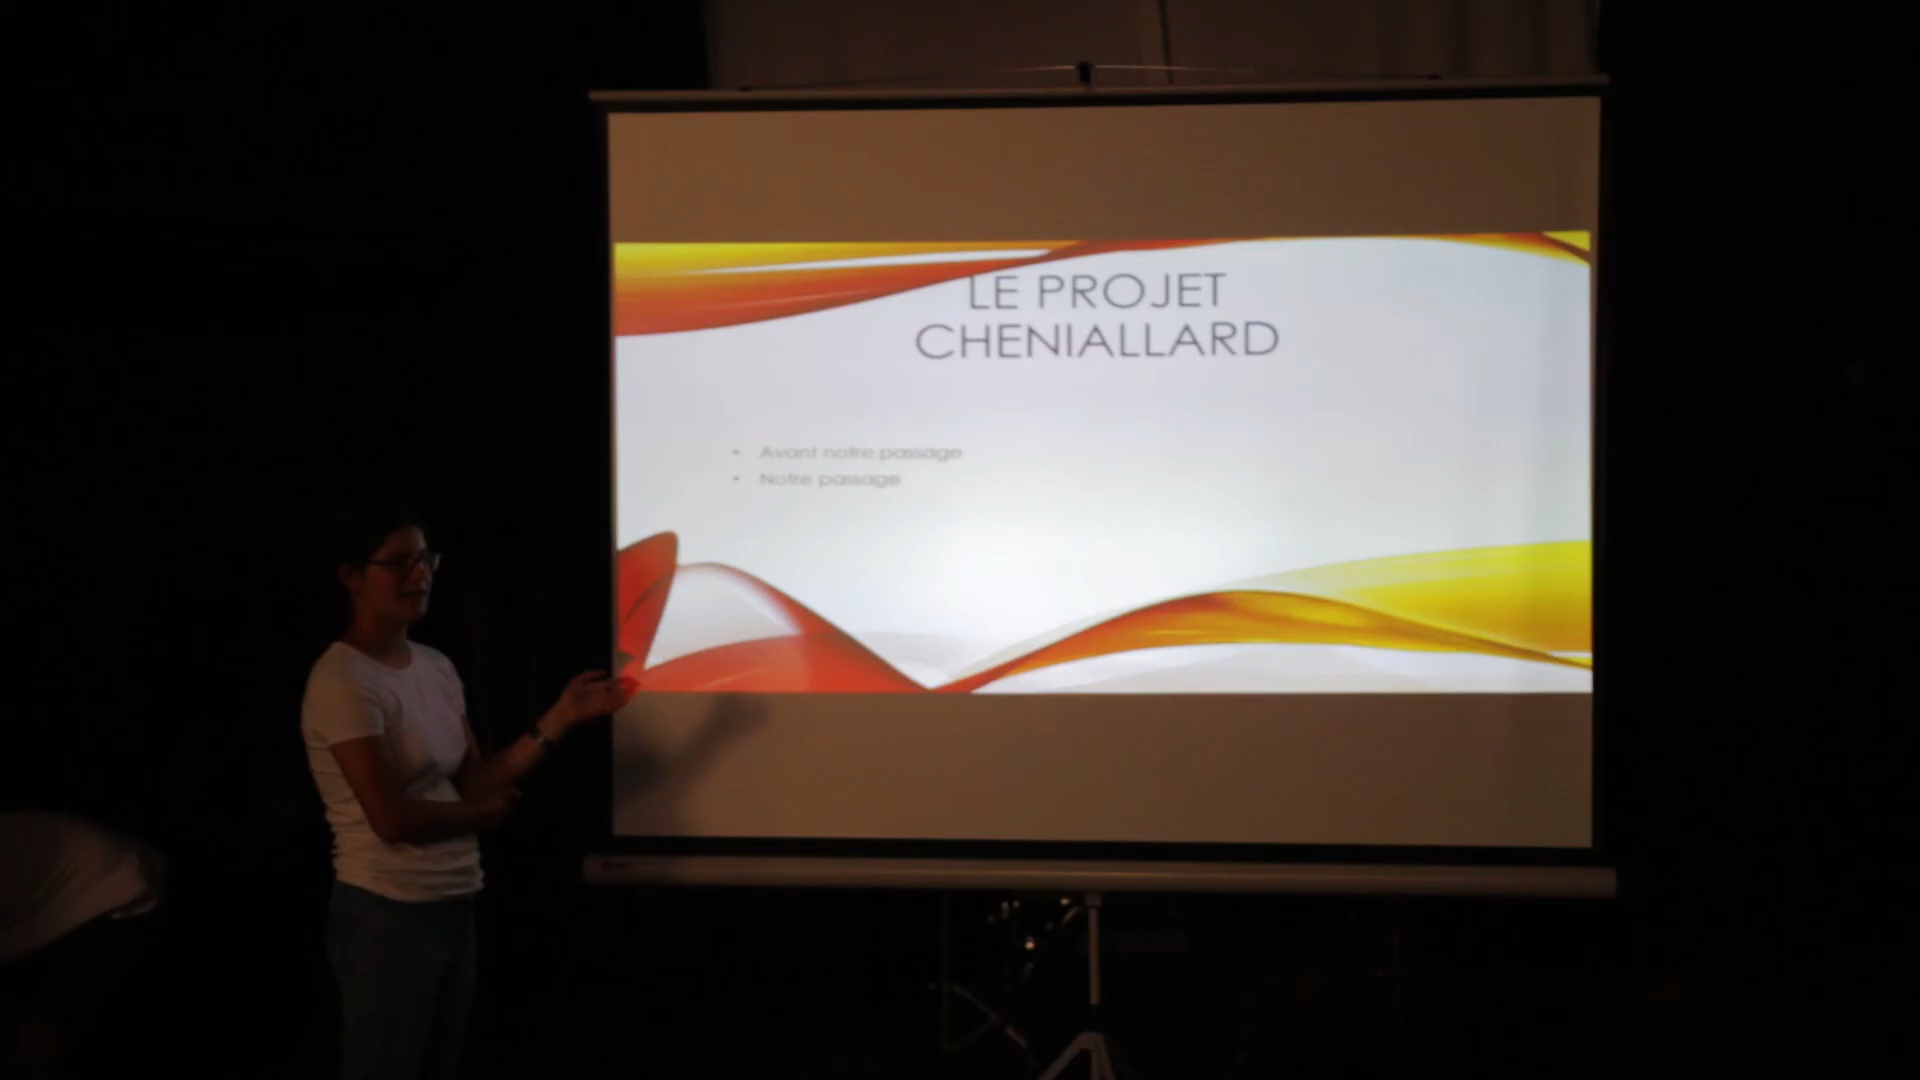 LE PROJET
CHENIALLARD
• Avant notre passage
• Notre passage